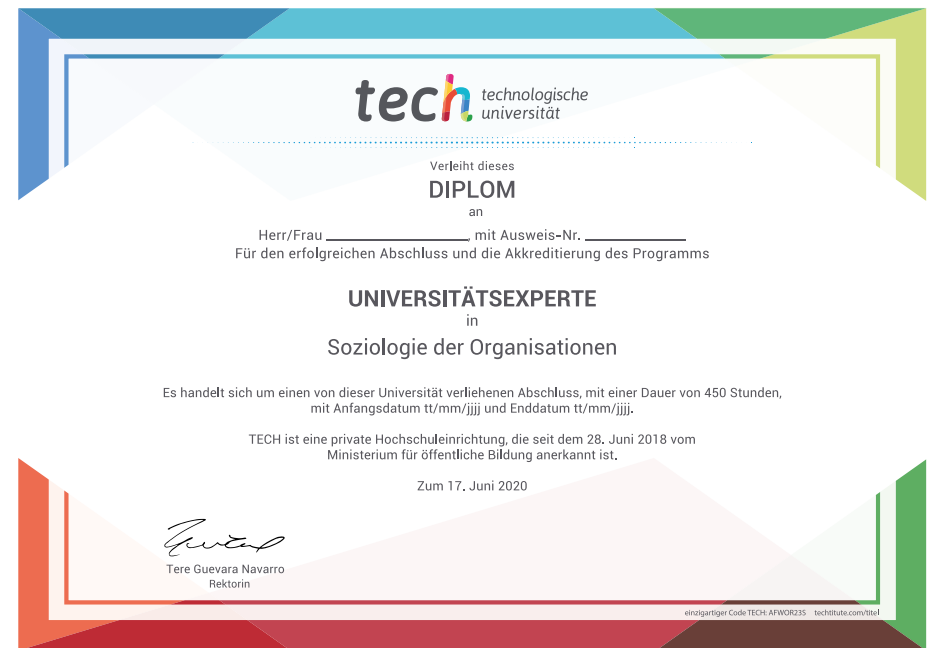 tech technologische
universität
Verleiht dieses
DIPLOM
an
Herr/Frau ____________________, mit Ausweis-Nr. ______________
Für den erfolgreichen Abschluss und die Akkreditierung des Programms
UNIVERSITÄTSEXPERTE
in
Soziologie der Organisationen
Es handelt sich um einen von dieser Universität verliehenen Abschluss, mit einer Dauer von 450 Stunden,
mit Anfangsdatum tt/mm/jjjj und Enddatum tt/mm/jjjj.
TECH ist eine private Hochschuleinrichtung, die seit dem 28. Juni 2018 vom
Ministerium für öffentliche Bildung anerkannt ist.
Zum 17. Juni 2020
Tere Guevara Navarro
Rektorin
einzigartiger Code TECH: AFWOR235 techtitute.com/titel